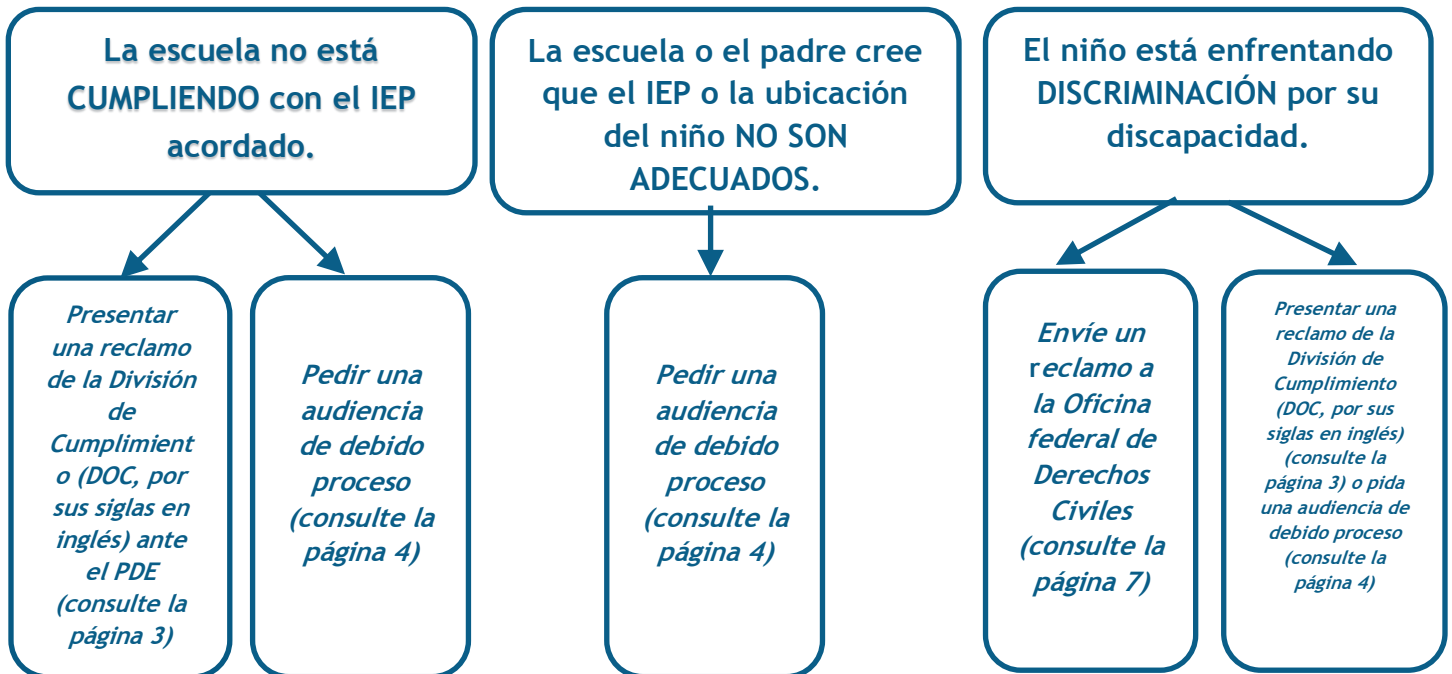 La escuela no está
CUMPLIENDO con el IEP
acordado.
La escuela o el padre cree
que el IEP o la ubicación
del niño NO SON
ADECUADOS.
El niño está enfrentando
DISCRIMINACIÓN por su
discapacidad.
Presentar
una reclamo
de la División
de
Cumplimient
o (DOC, por
sus siglas en
inglés) ante
el PDE
(consulte la
página 3)
Pedir una
audiencia
de debido
proceso
(consulte la
página 4)
Pedir una
audiencia
de debido
proceso
(consulte la
página 4)
Envíe un
reclamo a
la Oficina
federal de
Derechos
Civiles
(consulte la
página 7)
Presentar una
reclamo de la
División de
Cumplimiento
(DOC, por sus
siglas en inglés)
(consulte la
página 3) o pida
una audiencia de
debido proceso
(consulte la
página 4)